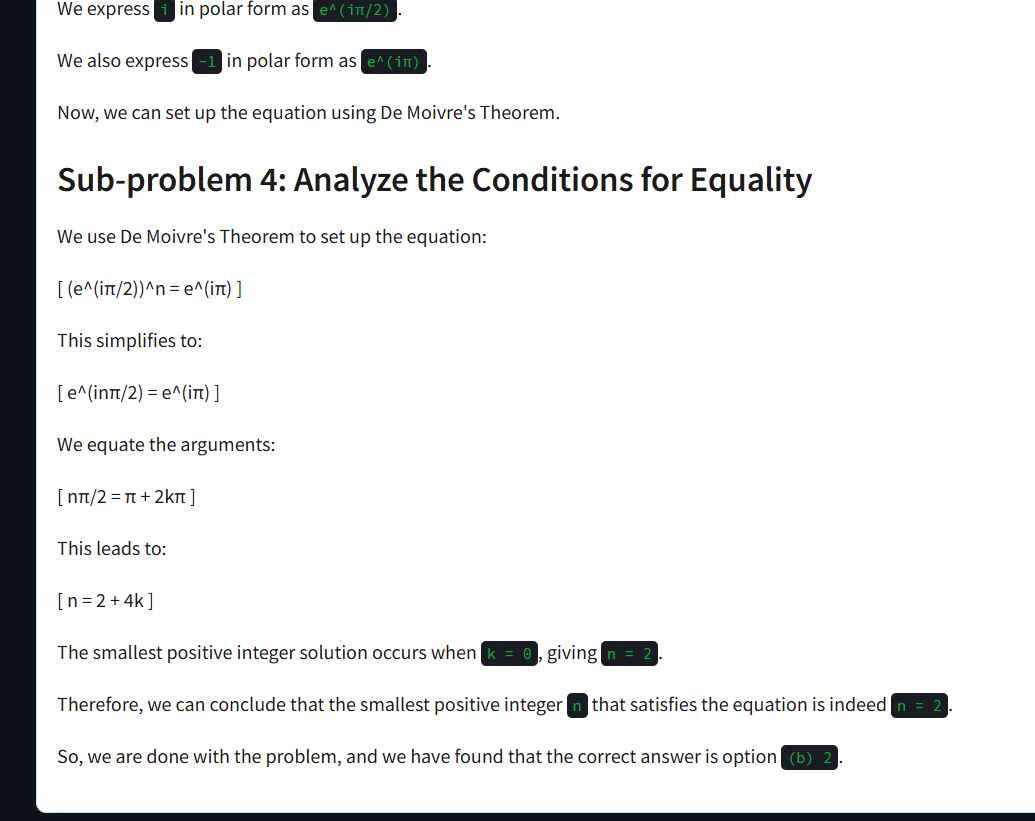 We express i in polar form as e^(iπ/2).
We also express -1 in polar form as e^(iπ).
Now, we can set up the equation using De Moivre's Theorem.
Sub-problem 4: Analyze the Conditions for Equality
We use De Moivre's Theorem to set up the equation:
[ (e^(iπ/2))^n = e^(iπ) ]
This simplifies to:
[ e^(inπ/2) = e^(iπ) ]
We equate the arguments:
[ nπ/2 = π + 2kπ ]
This leads to:
[ n = 2 + 4k ]
The smallest positive integer solution occurs when k = 0, giving n = 2.
Therefore, we can conclude that the smallest positive integer n that satisfies the equation is indeed n = 2.
So, we are done with the problem, and we have found that the correct answer is option (b) 2.